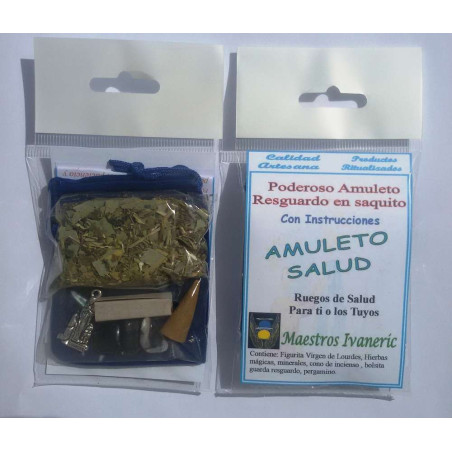 Calidad Artesana
Productos Ritualizados
Poderoso Amuleto
Resguardo en saquito
Con Instrucciones
AMULETO
SALUD
Ruegos de Salud
Para ti o los Tuyos
Maestros Ivaneric
Contiene: Figurita Virgen de Lourdes, Hierbas
mágicas, minerales, cono de incienso , bolsita
guarda resguardo, pergamino.